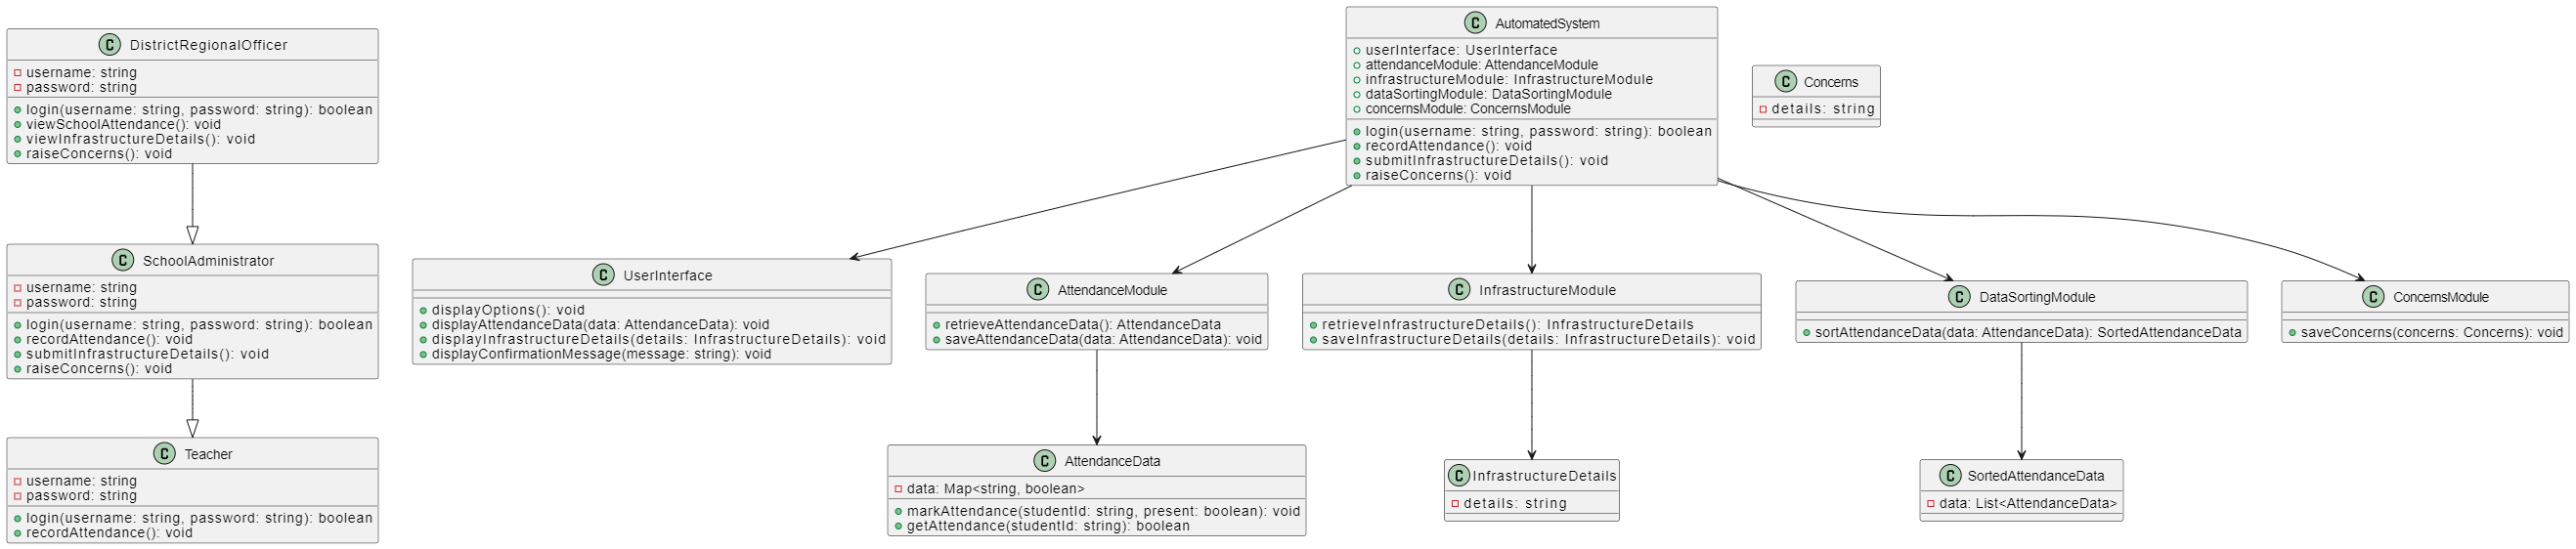 C DistrictRegionalOfficer
username: string
password: string
login(username: string, password: string): boolean
viewSchoolAttendance(): void
viewInfrastructureDetails(): void
raiseConcerns(): void
C SchoolAdministrator
username: string
password: string
login(username: string, password: string): boolean
recordAttendance(): void
submitInfrastructureDetails(): void
raiseConcerns(): void
C Teacher
username: string
password: string
login(username: string, password: string): boolean
recordAttendance(): void
C AutomatedSystem
userInterface: UserInterface
attendanceModule: AttendanceModule
infrastructureModule: InfrastructureModule
dataSortingModule: DataSortingModule
concernsModule: ConcernsModule
login(username: string, password: string): boolean
recordAttendance(): void
submitInfrastructureDetails(): void
raiseConcerns(): void
C Concerns
details: string
C UserInterface
displayOptions(): void
displayAttendanceData(data: AttendanceData): void
displayInfrastructureDetails(details: InfrastructureDetails): void
displayConfirmationMessage(message: string): void
C AttendanceModule
retrieveAttendanceData(): AttendanceData
saveAttendanceData(data: AttendanceData): void
C InfrastructureModule
retrieveInfrastructureDetails(): InfrastructureDetails
saveInfrastructureDetails(details: InfrastructureDetails): void
C DataSortingModule
sortAttendanceData(data: AttendanceData): SortedAttendanceData
C ConcernsModule
saveConcerns(concerns: Concerns): void
C AttendanceData
data: Map<string, boolean>
markAttendance(studentId: string, present: boolean): void
getAttendance(studentId: string): boolean
C InfrastructureDetails
details: string
C SortedAttendanceData
data: List<AttendanceData>